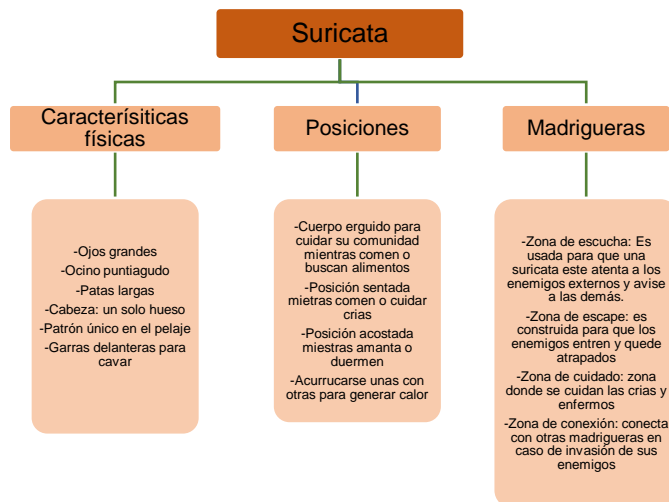 Suricata
Caracterísiticas
físicas
Posiciones
Madrigueras
-Ojos grandes
-Ocino puntiagudo
-Patas largas
-Cabeza: un solo hueso
-Patrón único en el pelaje
-Garras delanteras para
cavar
-Cuerpo erguido para
cuidar su comunidad
mientras comen o
buscan alimentos
-Posición sentada
mietras comen o cuidar
crias
-Posición acostada
miestras amanta o
duermen
-Acurrucarse unas con
otras para generar calor
-Zona de escucha: Es
usada para que una
suricata este atenta a los
enemigos externos y avise
a las demás.
-Zona de escape: es
construida para que los
enemigos entren y quede
atrapados
-Zona de cuidado: zona
donde se cuidan las crias y
enfermos
-Zona de conexión: conecta
con otras madrigueras en
caso de invasión de sus
enemigos